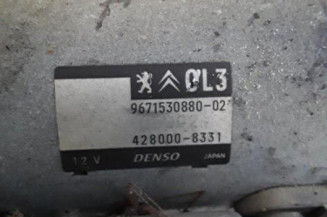 CL3
9671530880-02
428000-8331
12 V DENSO JAPAN